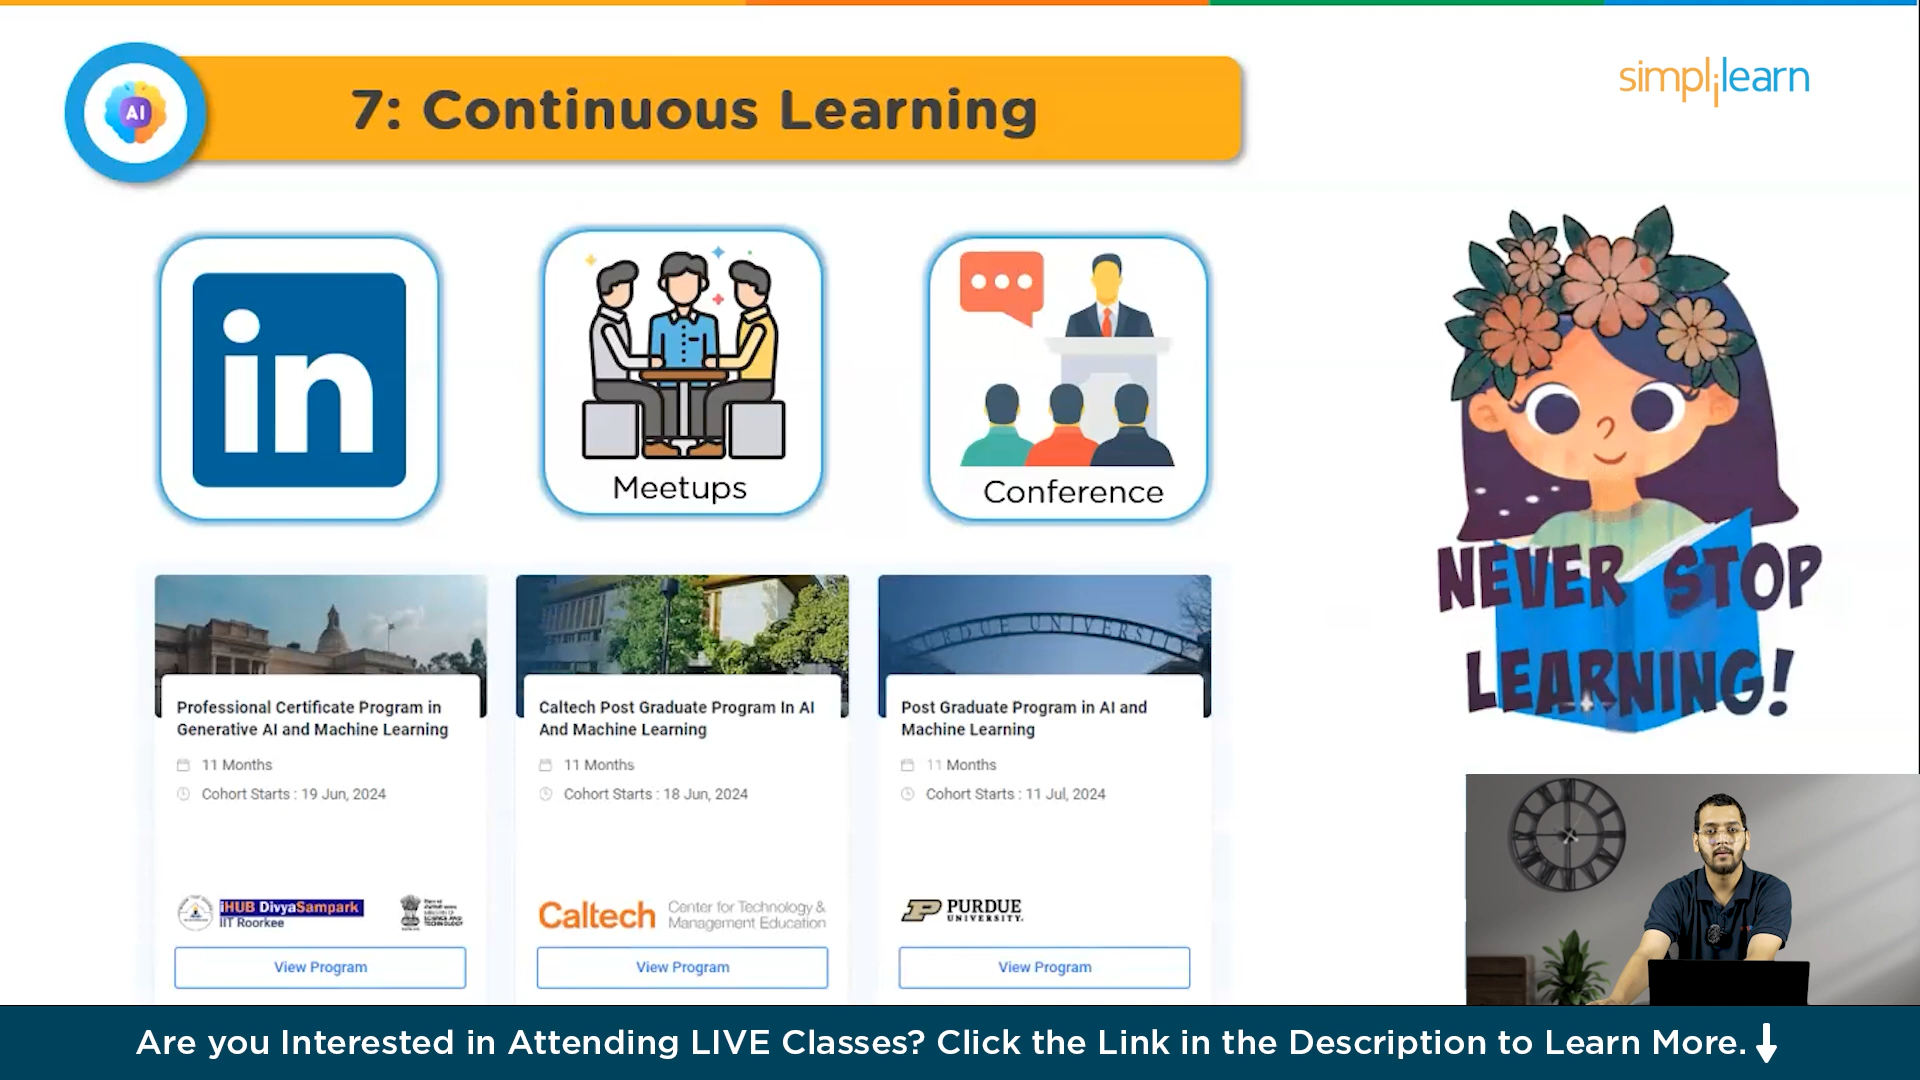 AI
7: Continuous Learning
simplilearn
in
Meetups
Conference
NEVER STOP
LEARNING!
PURDUE UNIVERSITY
Professional Certificate Program in
Generative AI and Machine Learning
11 Months
Cohort Starts : 19 Jun, 2024
iHUB DivyaSampark
IIT Roorkee
View Program
Caltech Post Graduate Program In AI
And Machine Learning
11 Months
Cohort Starts : 18 Jun, 2024
Caltech
Center for Technology &
Management Education
View Program
Post Graduate Program in AI and
Machine Learning
11 Months
Cohort Starts : 11 Jul, 2024
PURDUE
UNIVERSITY.
View Program
Are you Interested in Attending LIVE Classes? Click the Link in the Description to Learn More.